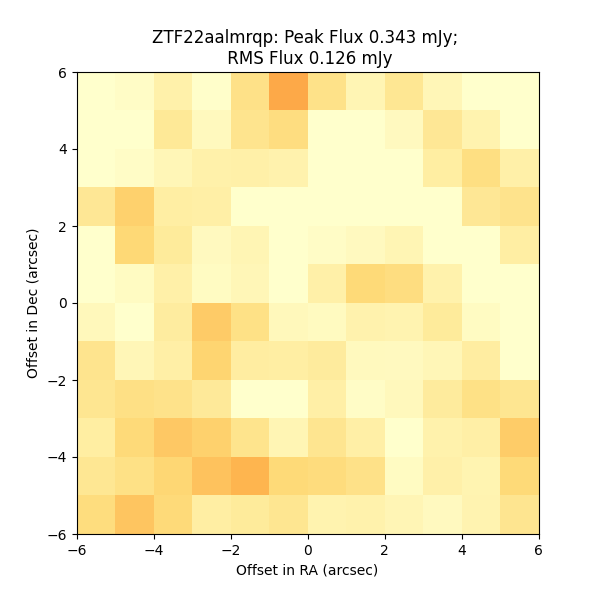 ZTF22aalmrqp: Peak Flux 0.343 mJy;
RMS Flux 0.126 mJy
6
4
2
0
−2
−4
−6
Offset in Dec (arcsec)
−6 −4 −2 0 2 4 6
Offset in RA (arcsec)